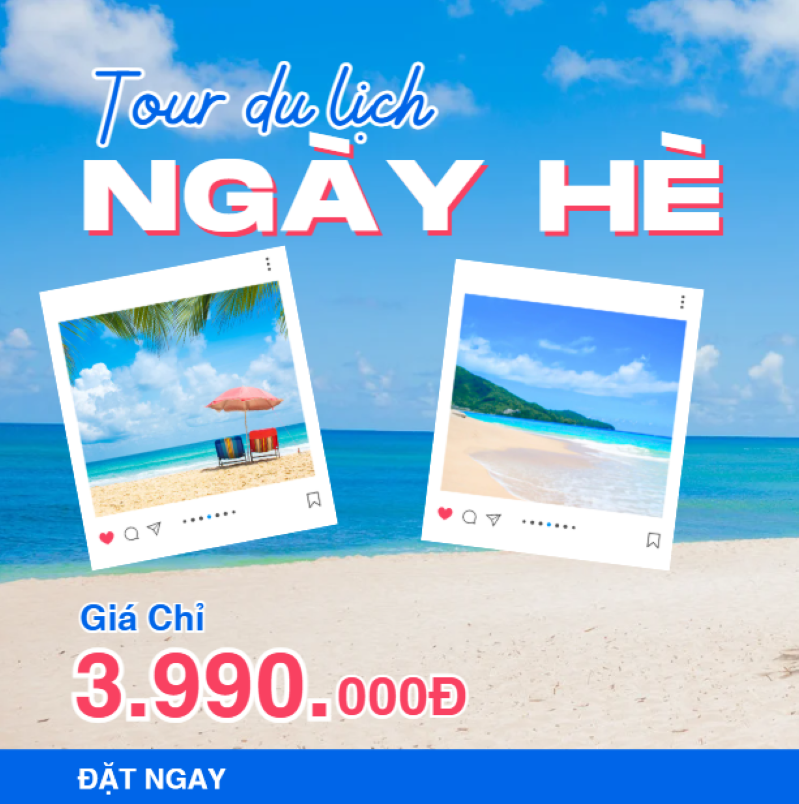 Tour du lịch
NGÀY HÈ
Giá Chỉ
3.990.000Đ
ĐẶT NGAY